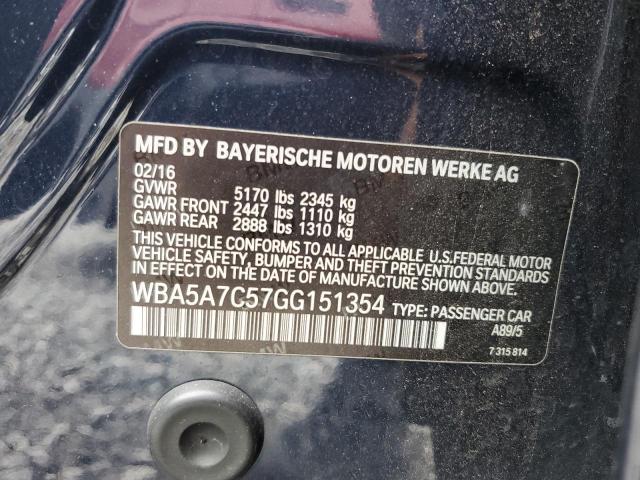 MFD BY BAYERISCHE MOTOREN WERKE AG
02/16
GVWR 5170 lbs 2345 kg
GAWR FRONT 2447 lbs 1110 kg
GAWR REAR 2888 lbs 1310 kg
THIS VEHICLE CONFORMS TO ALL APPLICABLE U.S.FEDERAL MOTOR
VEHICLE SAFETY, BUMPER AND THEFT PREVENTION STANDARDS
IN EFFECT ON THE DATE OF MANUFACTURE SHOWN ABOVE.
WBA5A7C57GG151354 TYPE: PASSENGER CAR
A89/5
7 315 814